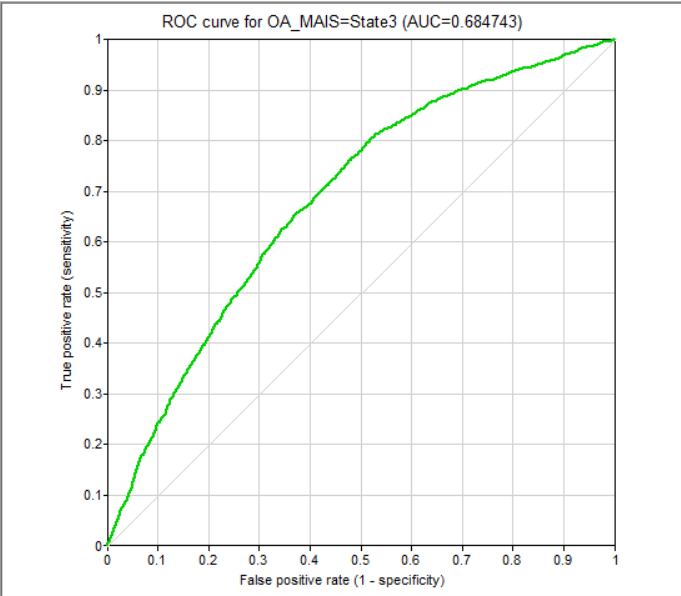 ROC curve for OA_MAIS=State3 (AUC=0.684743)
True positive rate (sensitivity)
1
0.9
0.8
0.7
0.6
0.5
0.4
0.3
0.2
0.1
0
0 0.1 0.2 0.3 0.4 0.5 0.6 0.7 0.8 0.9 1
False positive rate (1 - specificity)